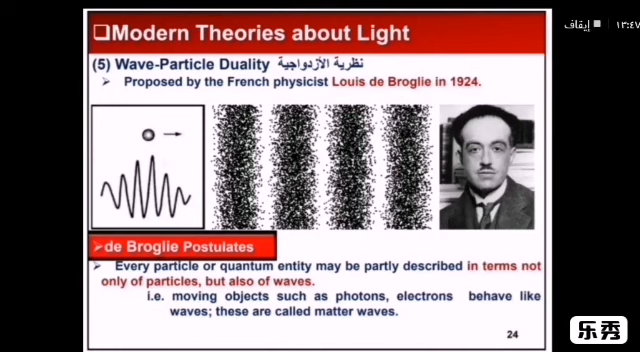 ١٣:٤٧
إيقاف
❑Modern Theories about Light
(5) Wave-Particle Duality نظرية الأزدواجية
➢ Proposed by the French physicist Louis de Broglie in 1924.
➢de Broglie Postulates
➢ Every particle or quantum entity may be partly described in terms not
only of particles, but also of waves.
i.e. moving objects such as photons, electrons behave like
waves; these are called matter waves.
24
乐秀